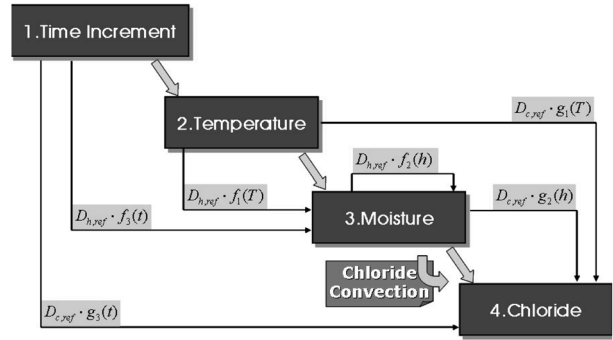 1.Time Increment
D_{c,ref} · g_1(T)
2.Temperature
D_{h,ref} · f_2(h)
D_{h,ref} · f_1(T)
D_{c,ref} · g_2(h)
D_{h,ref} · f_3(t)
3.Moisture
Chloride
Convection
4.Chloride
D_{c,ref} · g_3(t)